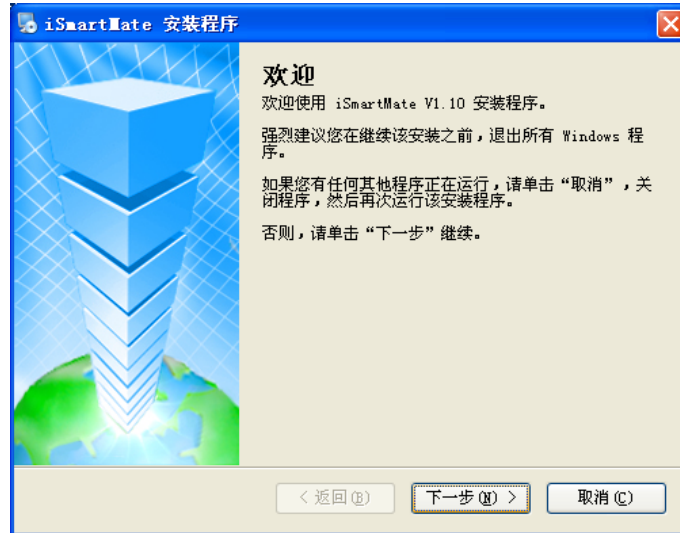 iSmartMate 安装程序
欢迎
欢迎使用 iSmartMate V1.10 安装程序。
强烈建议您在继续该安装之前，退出所有 Windows 程
序。
如果您有任何其他程序正在运行，请单击“取消”，关
闭程序，然后再次运行该安装程序。
否则，请单击“下一步”继续。
< 返回(B)
下一步(N) >
取消(C)